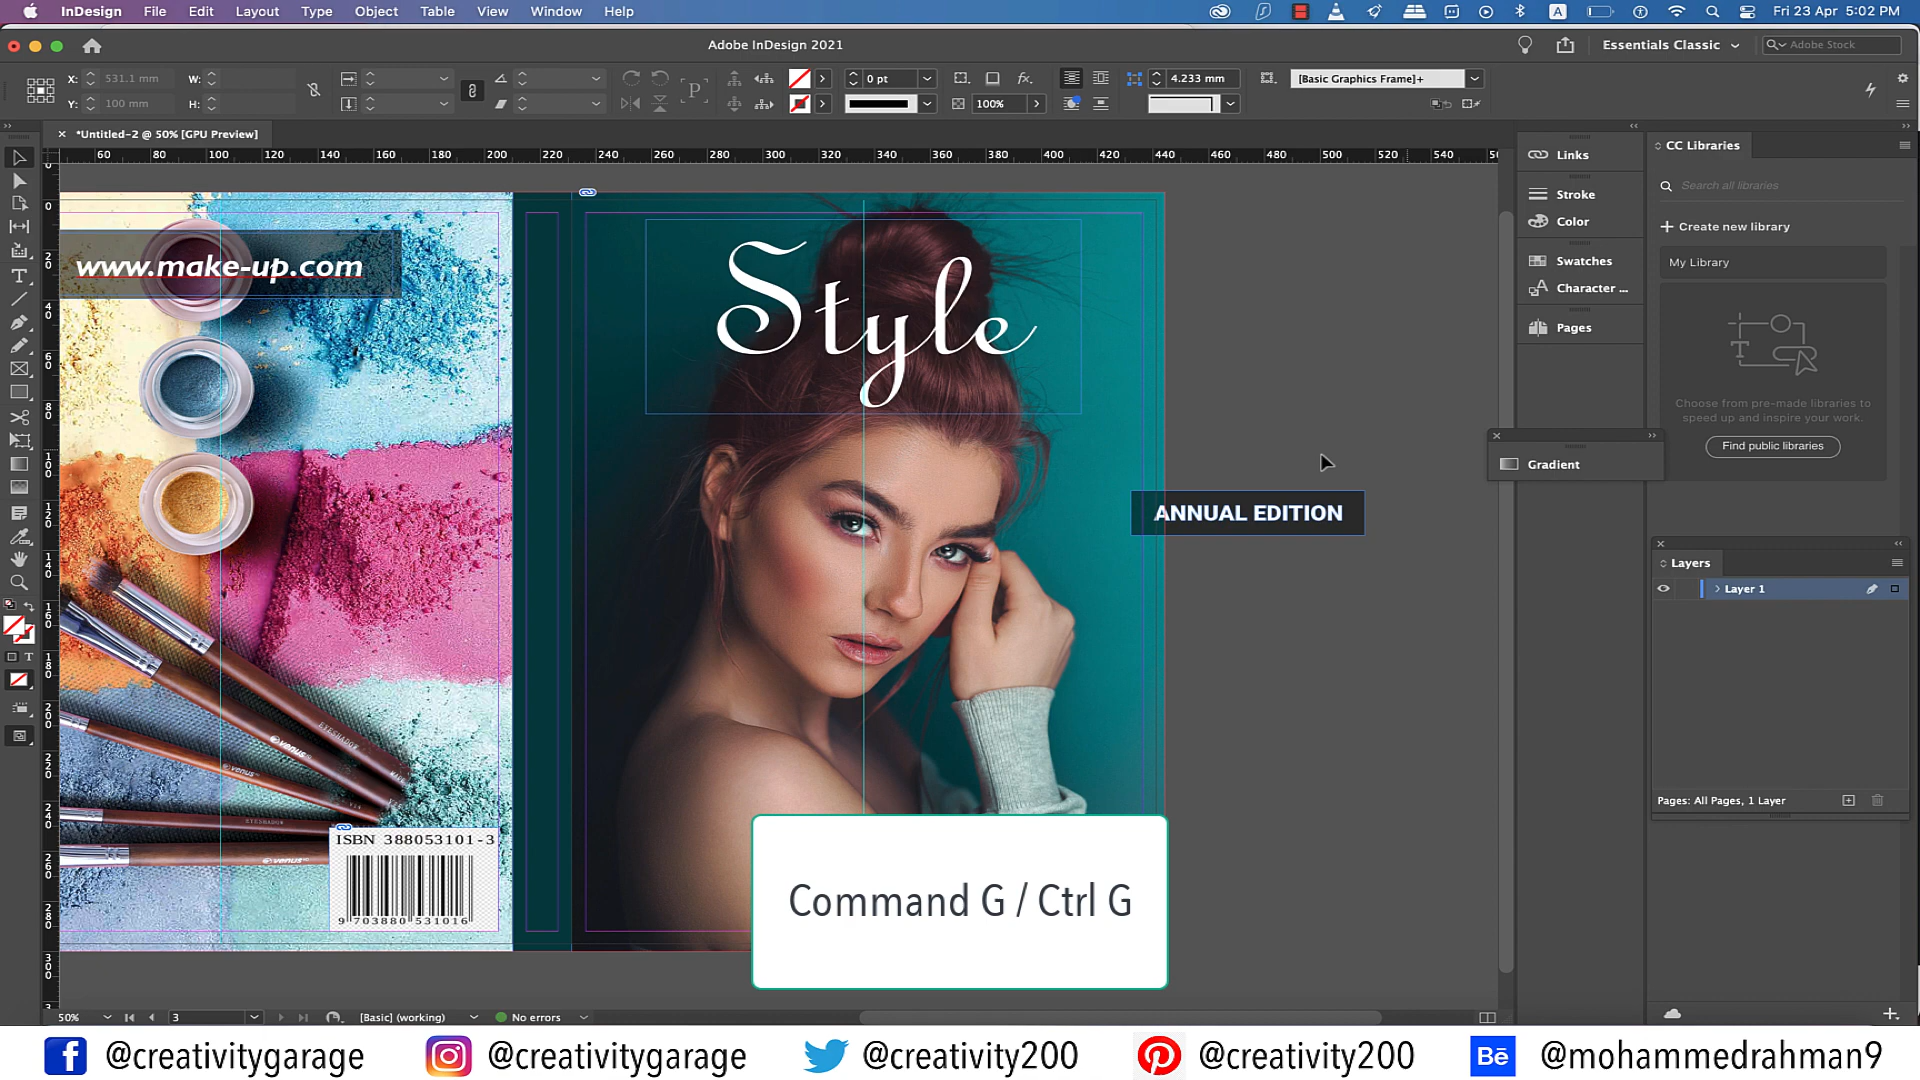 InDesign File Edit Layout Type Object Table View Window Help
A Fri 23 Apr 5:02 PM
Adobe InDesign 2021
Essentials Classic
Adobe Stock
X: 531.1 mm W: 0 pt 4.233 mm [Basic Graphics Frame]+
Y: 100 mm H: 100%
*Untitled-2 @ 50% [GPU Preview]
60 80 100 120 140 160 180 200 220 240 260 280 300 320 340 360 380 400 420 440 460 480 500 520 540
Links
Stroke
Color
Swatches
Character ...
Pages
CC Libraries
Search all libraries
Create new library
My Library
Choose from pre-made libraries to
speed up and inspire your work.
Find public libraries
Gradient
www.make-up.com
Style
ANNUAL EDITION
Layers
Layer 1
Pages: All Pages, 1 Layer
EYESHADOW
venus
venus
EYESHADOW
venus
ISBN 388053101-3
9 703880 531016
Command G / Ctrl G
50% 3 [Basic] (working) No errors
@creativitygarage @creativitygarage @creativity200 @creativity200 Bē @mohammedrahman9